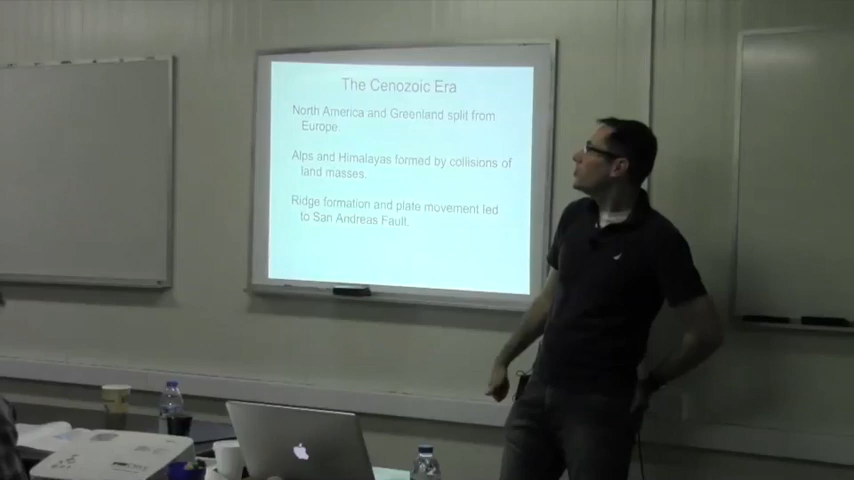 The Cenozoic Era
North America and Greenland split from
Europe.
Alps and Himalayas formed by collisions of
land masses.
Ridge formation and plate movement led
to San Andreas Fault.